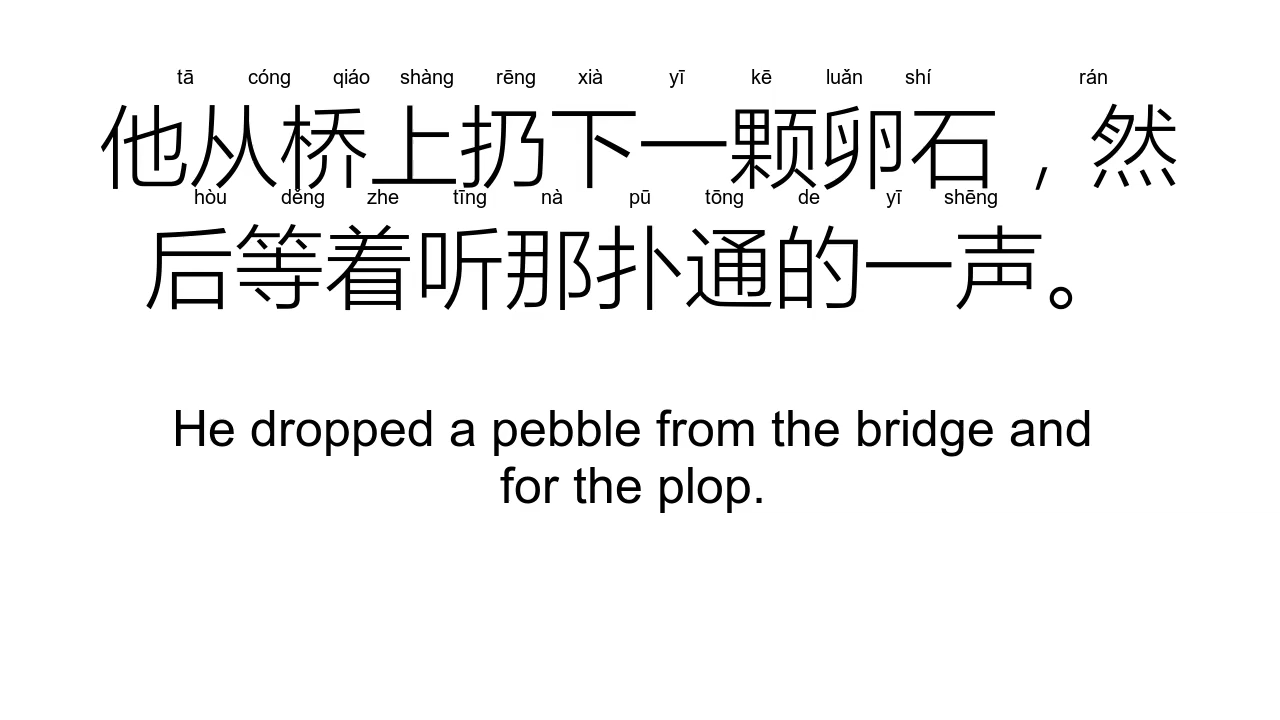 tā cóng qiáo shàng rēng xià yī kē luǎn shí rán
他从桥上扔下一颗卵石，然
hòu děng zhe tīng nà pū tōng de yī shēng
后等着听那扑通的一声。
He dropped a pebble from the bridge and
for the plop.